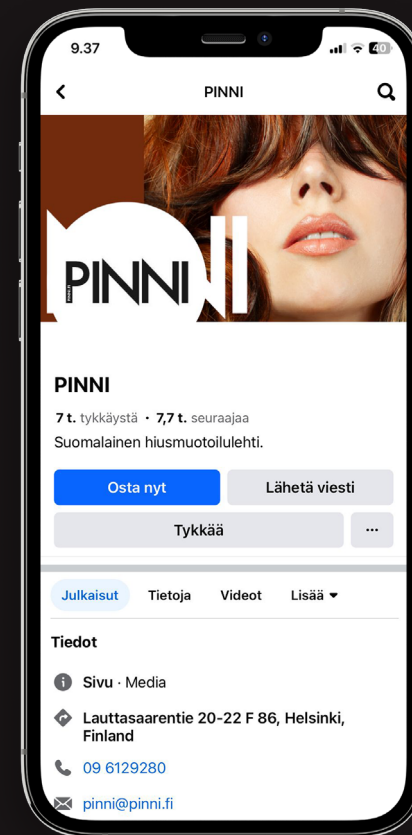 9.37
40
PINNI
PINNI
PINNI
7 t. tykkäystä • 7,7 t. seuraajaa
Suomalainen hiusmuotoilulehti.
Osta nyt
Lähetä viesti
Tykkää
Julkaisut
Tietoja
Videot
Lisää
Tiedot
Sivu · Media
Lauttasaarentie 20-22 F 86, Helsinki,
Finland
09 6129280
pinni@pinni.fi